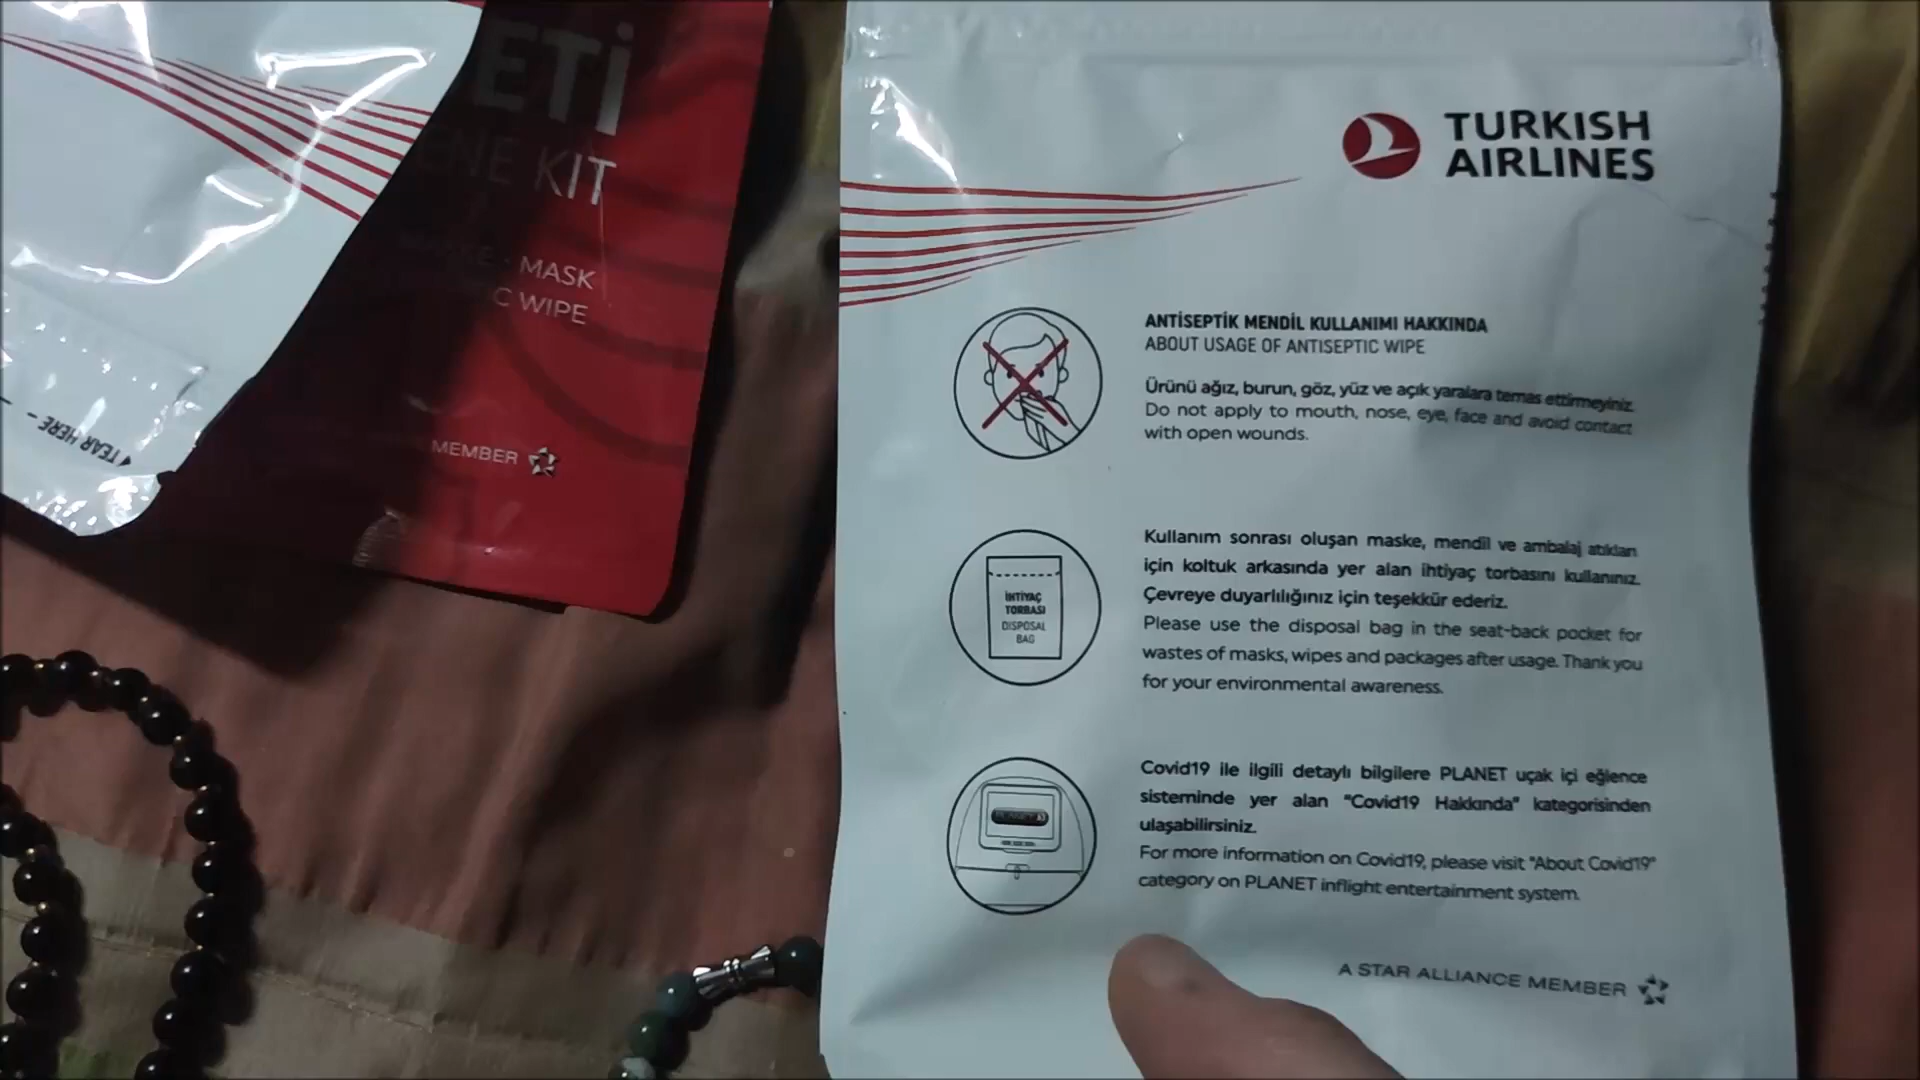 ETİ
ENE KIT
- MASK
C WIPE
MEMBER
TEAR HERE -
TURKISH
AIRLINES
ANTİSEPTİK MENDİL KULLANIMI HAKKINDA
ABOUT USAGE OF ANTISEPTIC WIPE
Ürünü ağız, burun, göz, yüz ve açık yaralara temas ettirmeyiniz.
Do not apply to mouth, nose, eye, face and avoid contact
with open wounds.
İHTİYAÇ
TORBASI
DISPOSAL
BAG
Kullanım sonrası oluşan maske, mendil ve ambalaj atıkları
için koltuk arkasında yer alan ihtiyaç torbasını kullanınız.
Çevreye duyarlılığınız için teşekkür ederiz.
Please use the disposal bag in the seat-back pocket for
wastes of masks, wipes and packages after usage. Thank you
for your environmental awareness.
PLANET
Covid19 ile ilgili detaylı bilgilere PLANET uçak içi eğlence
sisteminde yer alan "Covid19 Hakkında" kategorisinden
ulaşabilirsiniz.
For more information on Covid19, please visit "About Covid19"
category on PLANET inflight entertainment system.
A STAR ALLIANCE MEMBER